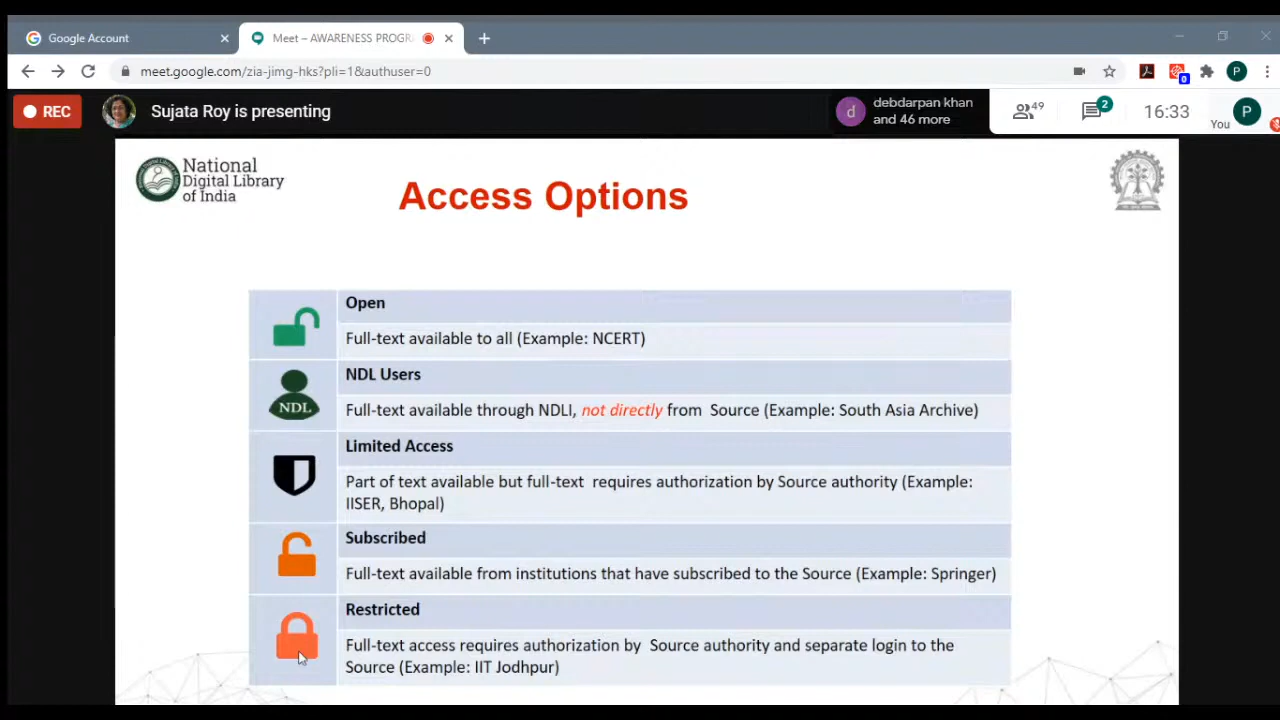 Google Account
Meet – AWARENESS PROGR
meet.google.com/zia-jimg-hks?pli=1&authuser=0
0
P
REC
Sujata Roy is presenting
d
debdarpan khan
and 46 more
49
2
16:33
You
P
National
Digital Library
of India
Access Options
Open
Full-text available to all (Example: NCERT)
NDL
NDL Users
Full-text available through NDLI, not directly from Source (Example: South Asia Archive)
Limited Access
Part of text available but full-text requires authorization by Source authority (Example:
IISER, Bhopal)
Subscribed
Full-text available from institutions that have subscribed to the Source (Example: Springer)
Restricted
Full-text access requires authorization by Source authority and separate login to the
Source (Example: IIT Jodhpur)